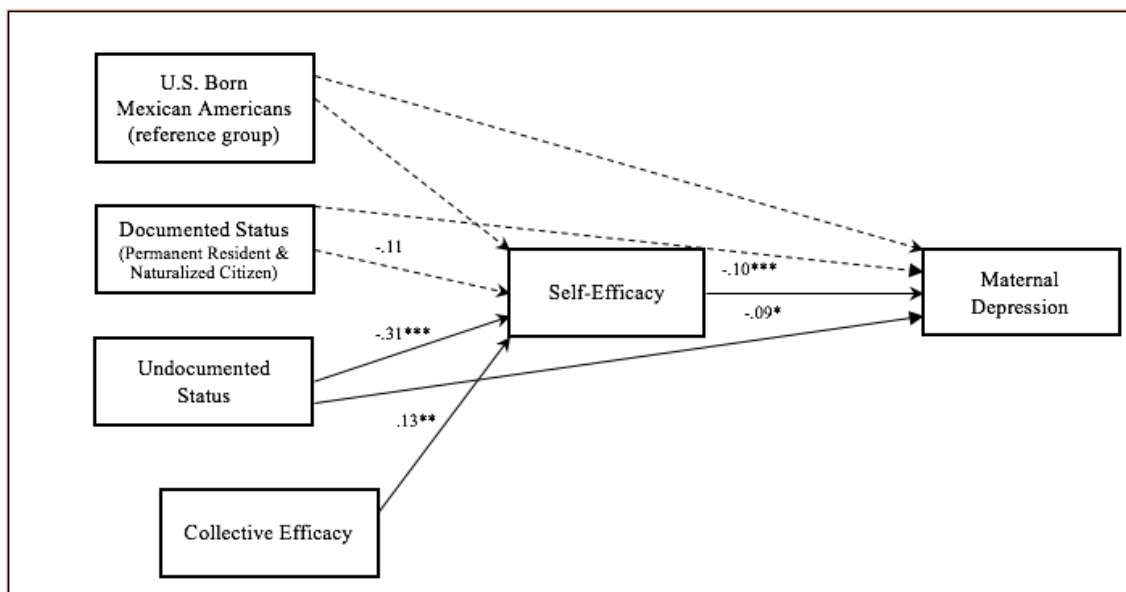 U.S. Born
Mexican Americans
(reference group)
Documented Status
(Permanent Resident &
Naturalized Citizen)
-.11
Self-Efficacy
-.10***
-.09*
Maternal
Depression
-.31***
Undocumented
Status
.13**
Collective Efficacy